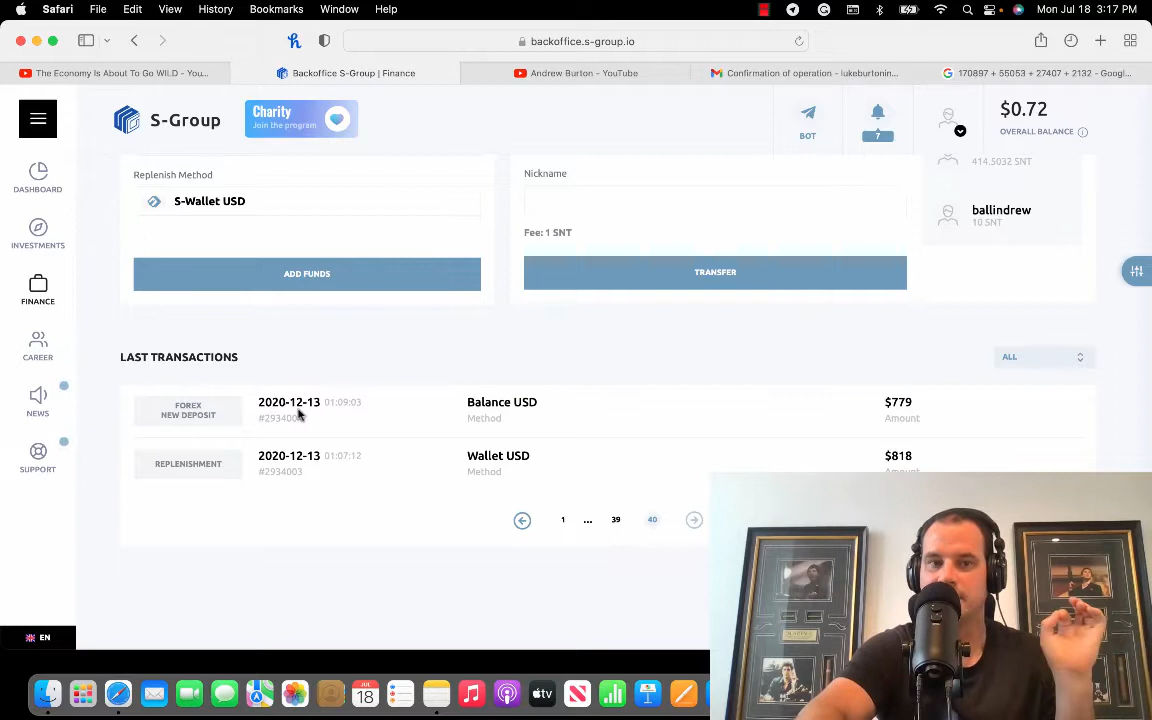 Safari File Edit View History Bookmarks Window Help Mon Jul 18 3:17 PM
backoffice.s-group.io
The Economy Is About To Go WILD - You...
Backoffice S-Group | Finance
Andrew Burton - YouTube
Confirmation of operation - lukeburtonin...
170897 + 55053 + 27407 + 2132 - Googl...
S-Group
Charity
Join the program
BOT
7
$0.72
OVERALL BALANCE
DASHBOARD
INVESTMENTS
FINANCE
CAREER
NEWS
SUPPORT
EN
Replenish Method
S-Wallet USD
ADD FUNDS
Nickname
Fee: 1 SNT
TRANSFER
414.5032 SNT
ballindrew
10 SNT
LAST TRANSACTIONS
ALL
FOREX
NEW DEPOSIT
2020-12-13 01:09:03
Balance USD
Method
$779
Amount
REPLENISHMENT
2020-12-13 01:07:12
#2934003
Wallet USD
Method
$818
1 ... 39 40
JUL
18
tv